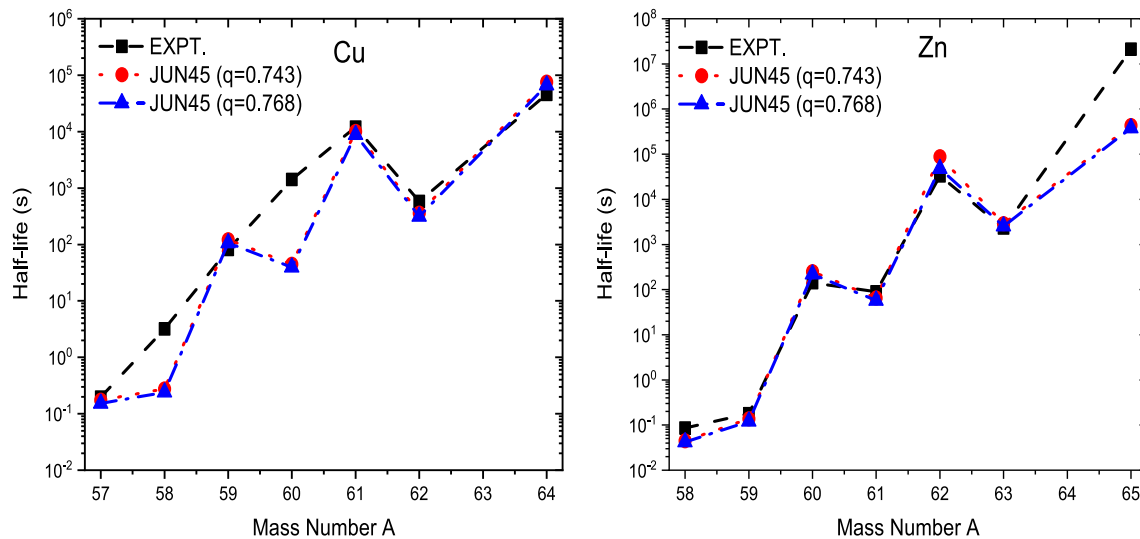 Cu
EXPT.
JUN45 (q=0.743)
JUN45 (q=0.768)
10^6
10^5
10^4
10^3
10^2
10^1
10^0
10^-1
10^-2
Half-life (s)
57 58 59 60 61 62 63 64
Mass Number A
Zn
EXPT.
JUN45 (q=0.743)
JUN45 (q=0.768)
10^8
10^7
10^6
10^5
10^4
10^3
10^2
10^1
10^0
10^-1
10^-2
Half-life (s)
58 59 60 61 62 63 64 65
Mass Number A